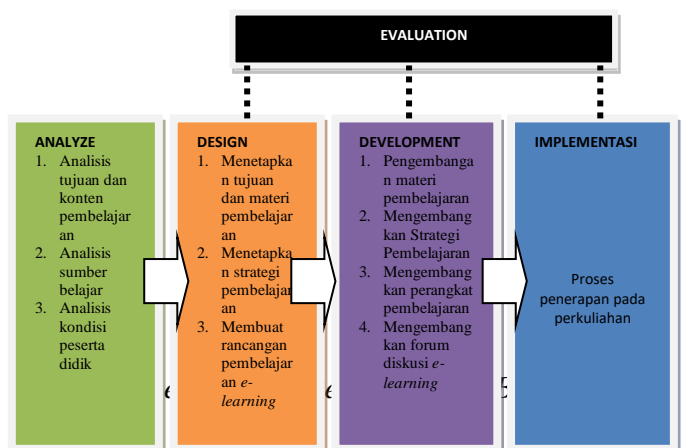 EVALUATION
ANALYZE
1. Analisis
tujuan dan
konten
pembelajar
an
2. Analisis
sumber
belajar
3. Analisis
kondisi
peserta
didik
DESIGN
1. Menetapka
n tujuan
dan materi
pembelajar
an
2. Menetapka
n strategi
pembelajar
an
3. Membuat
rancangan
pembelajar
an e-
learning
DEVELOPMENT
1. Pengembanga
n materi
pembelajaran
2. Mengembang
kan Strategi
Pembelajaran
3. Mengembang
kan perangkat
pembelajaran
4. Mengembang
kan forum
diskusi e-
learning
IMPLEMENTASI
Proses
penerapan pada
perkuliahan